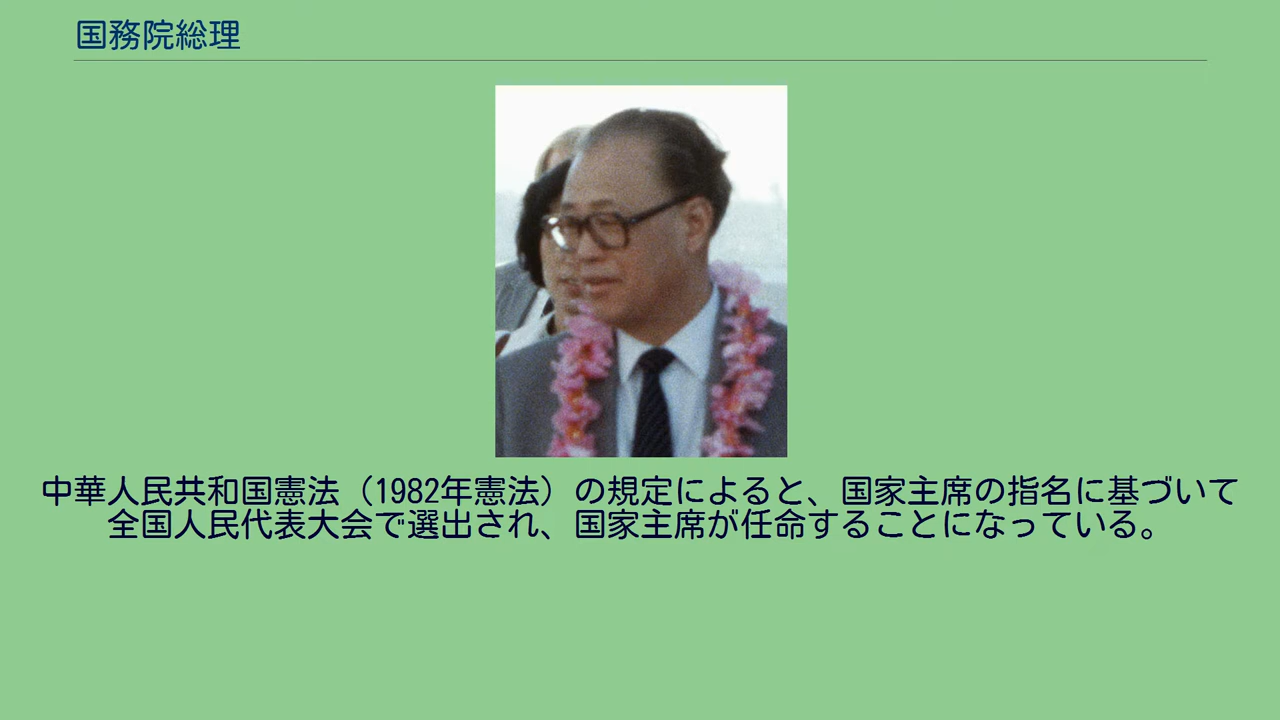 国務院総理
中華人民共和国憲法（1982年憲法）の規定によると、国家主席の指名に基づいて
全国人民代表大会で選出され、国家主席が任命することになっている。